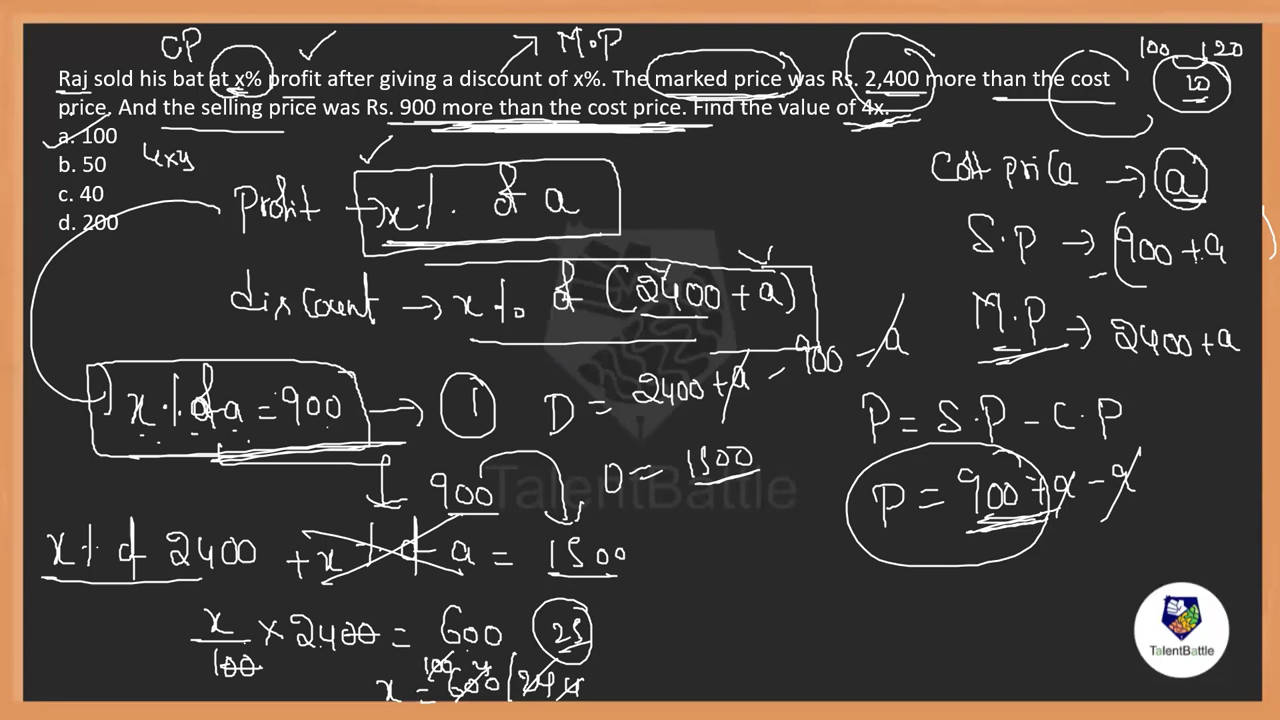 CP
M.P
100 120
20
Raj sold his bat at x% profit after giving a discount of x%. The marked price was Rs. 2,400 more than the cost
price. And the selling price was Rs. 900 more than the cost price. Find the value of 4x.
a. 100
b. 50
c. 40
d. 200
Profit → x % of a
Cost price → a
S.P → 900 + a
discount → x % of (2400 + a)
M.P → 2400 + a
x % of a = 900 → 1
D = 2400 + a - 900 - a
P = S.P - C.P
D = 1500
P = 900 + a - a
900
TalentBattle
x % of 2400 + x % of a = 1500
x/100 × 2400 = 600
25
x =
TalentBattle